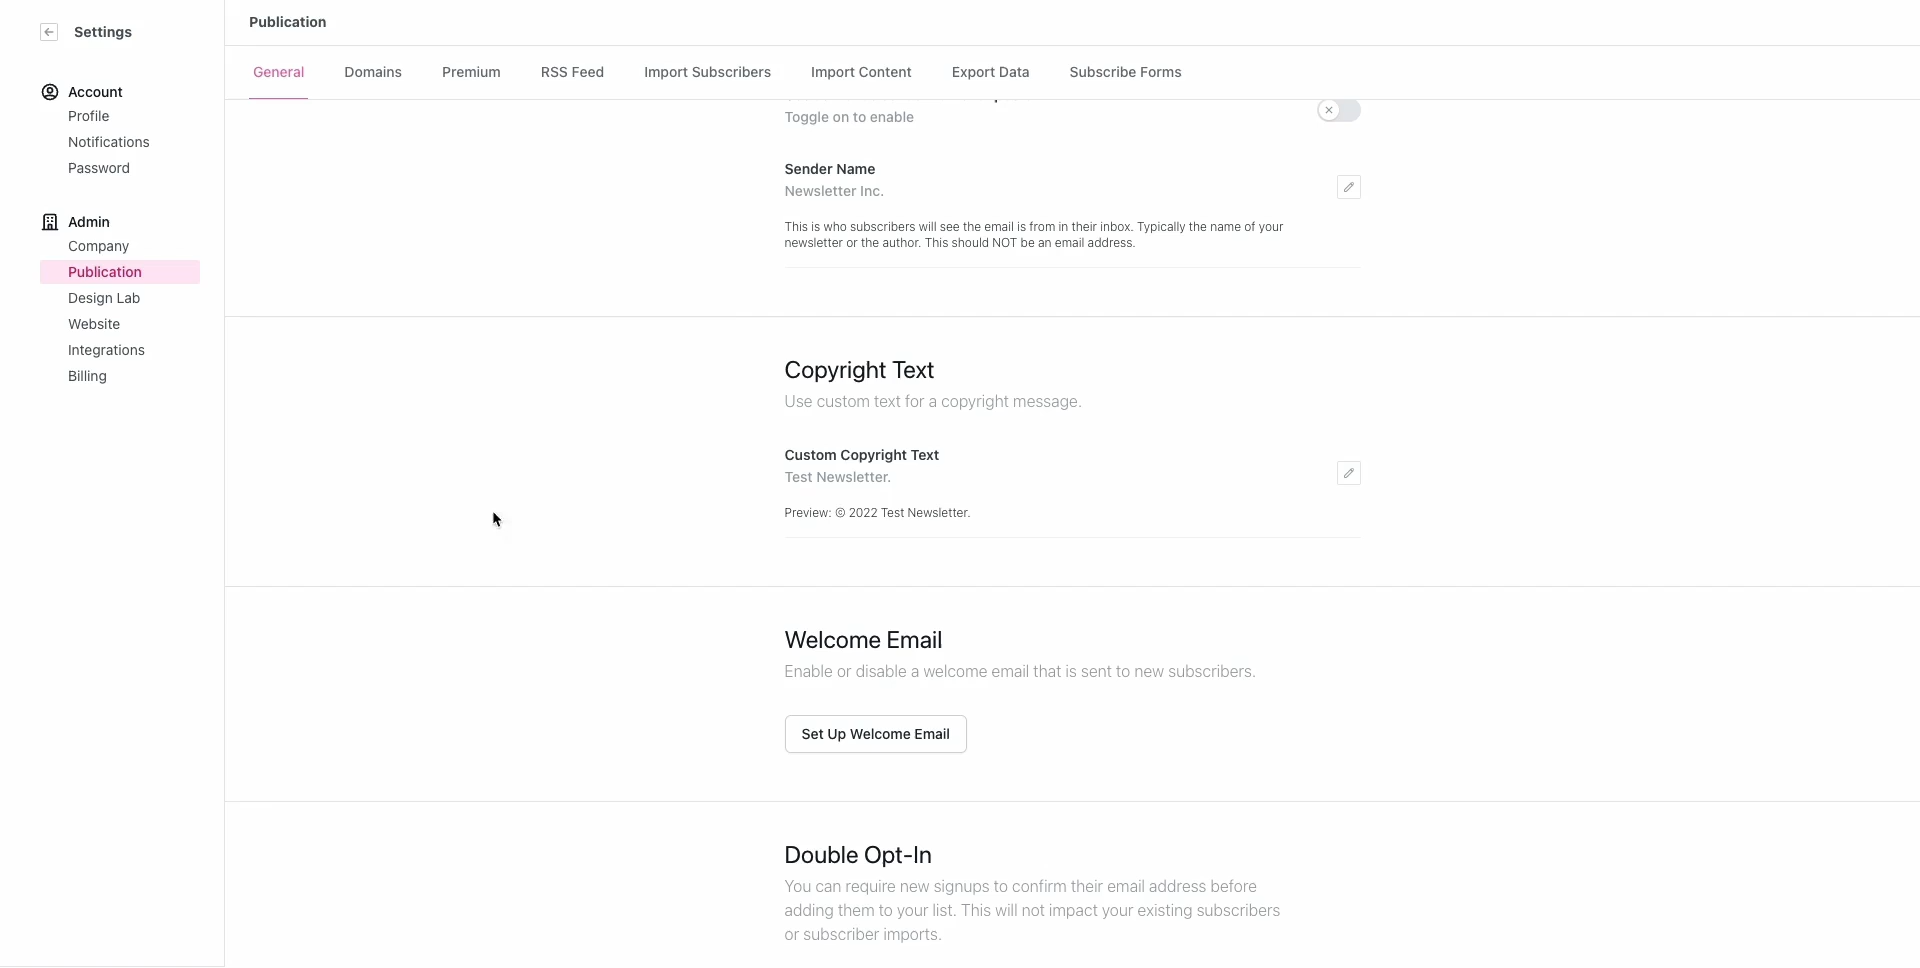 Settings
Account
Profile
Notifications
Password
Admin
Company
Publication
Design Lab
Website
Integrations
Billing
Publication
General Domains Premium RSS Feed Import Subscribers Import Content Export Data Subscribe Forms
Toggle on to enable
Sender Name
Newsletter Inc.
This is who subscribers will see the email is from in their inbox. Typically the name of your
newsletter or the author. This should NOT be an email address.
Copyright Text
Use custom text for a copyright message.
Custom Copyright Text
Test Newsletter.
Preview: © 2022 Test Newsletter.
Welcome Email
Enable or disable a welcome email that is sent to new subscribers.
Set Up Welcome Email
Double Opt-In
You can require new signups to confirm their email address before
adding them to your list. This will not impact your existing subscribers
or subscriber imports.